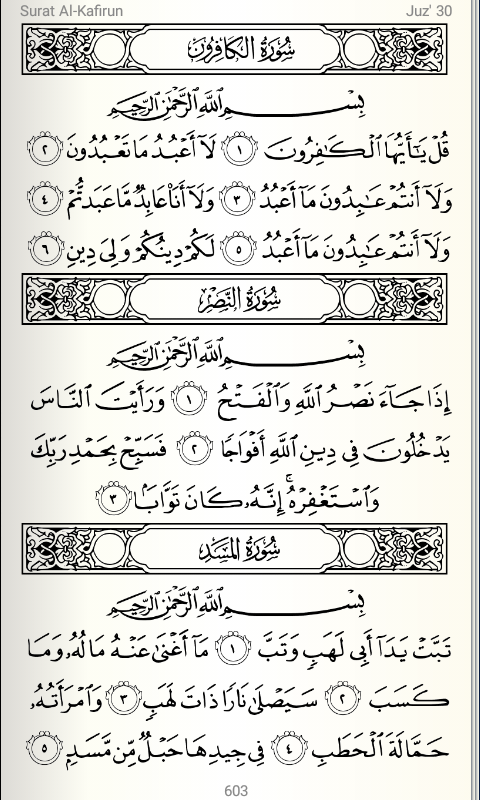 Surat Al-Kafirun Juz' 30
سُورَةُ الكَافِرُونَ
بِسْمِ اللَّهِ الرَّحْمَٰنِ الرَّحِيمِ
قُلْ يَٰٓأَيُّهَا ٱلْكَٰفِرُونَ ١ لَآ أَعْبُدُ مَا تَعْبُدُونَ ٢
وَلَآ أَنتُمْ عَٰبِدُونَ مَآ أَعْبُدُ ٣ وَلَآ أَنَا۠ عَابِدٌ مَّا عَبَدتُّمْ ٤
وَلَآ أَنتُمْ عَٰبِدُونَ مَآ أَعْبُدُ ٥ لَكُمْ دِينُكُمْ وَلِىَ دِينِ ٦
سُورَةُ النَّصْرِ
بِسْمِ اللَّهِ الرَّحْمَٰنِ الرَّحِيمِ
إِذَا جَآءَ نَصْرُ ٱللَّهِ وَٱلْفَتْحُ ١ وَرَأَيْتَ ٱلنَّاسَ
يَدْخُلُونَ فِى دِينِ ٱللَّهِ أَفْوَاجًا ٢ فَسَبِّحْ بِحَمْدِ رَبِّكَ
وَٱسْتَغْفِرْهُ ۚ إِنَّهُۥ كَانَ تَوَّابًۢا ٣
سُورَةُ المَسَدِ
بِسْمِ اللَّهِ الرَّحْمَٰنِ الرَّحِيمِ
تَبَّتْ يَدَآ أَبِى لَهَبٍ وَتَبَّ ١ مَآ أَغْنَىٰ عَنْهُ مَالُهُۥ وَمَا
كَسَبَ ٢ سَيَصْلَىٰ نَارًا ذَاتَ لَهَبٍ ٣ وَٱمْرَأَتُهُۥ
حَمَّالَةَ ٱلْحَطَبِ ٤ فِى جِيدِهَا حَبْلٌ مِّن مَّسَدٍۭ ٥
603